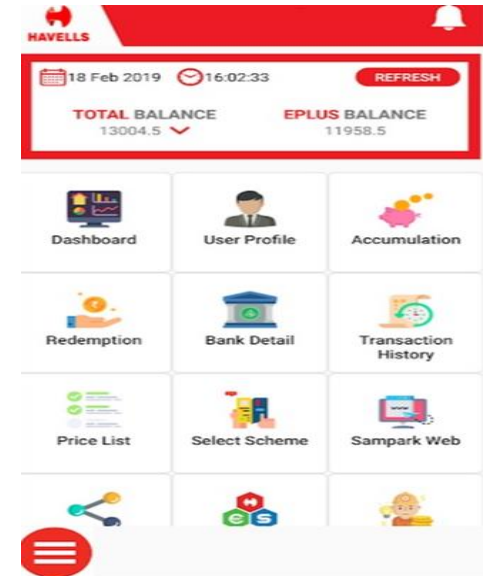 HAVELLS
18 Feb 2019 16:02:33 REFRESH
TOTAL BALANCE EPLUS BALANCE
13004.5 11958.5
Dashboard User Profile Accumulation
Redemption Bank Detail Transaction
History
Price List Select Scheme Sampark Web
e S